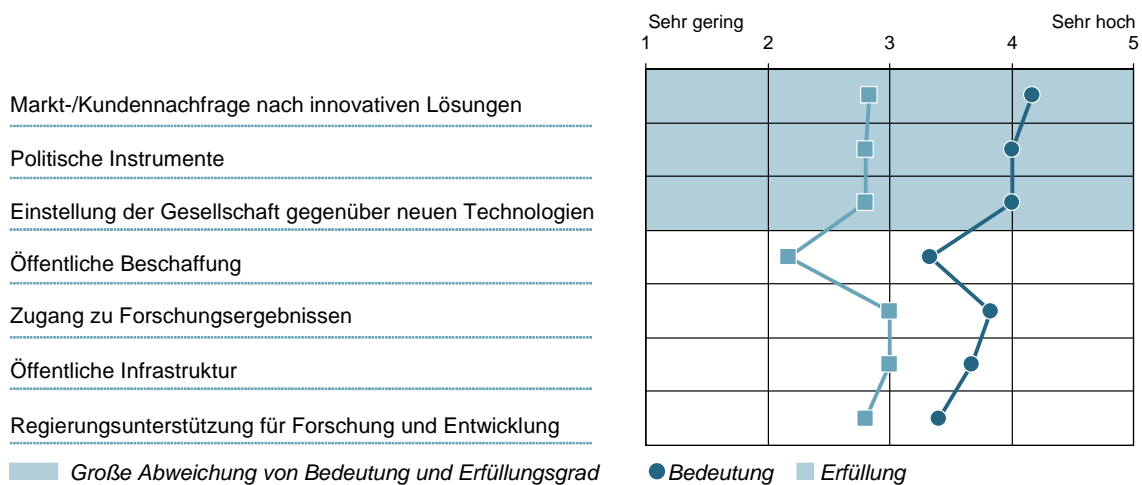 Sehr gering Sehr hoch
1 2 3 4 5
Markt-/Kundennachfrage nach innovativen Lösungen
Politische Instrumente
Einstellung der Gesellschaft gegenüber neuen Technologien
Öffentliche Beschaffung
Zugang zu Forschungsergebnissen
Öffentliche Infrastruktur
Regierungsunterstützung für Forschung und Entwicklung
Große Abweichung von Bedeutung und Erfüllungsgrad Bedeutung Erfüllung